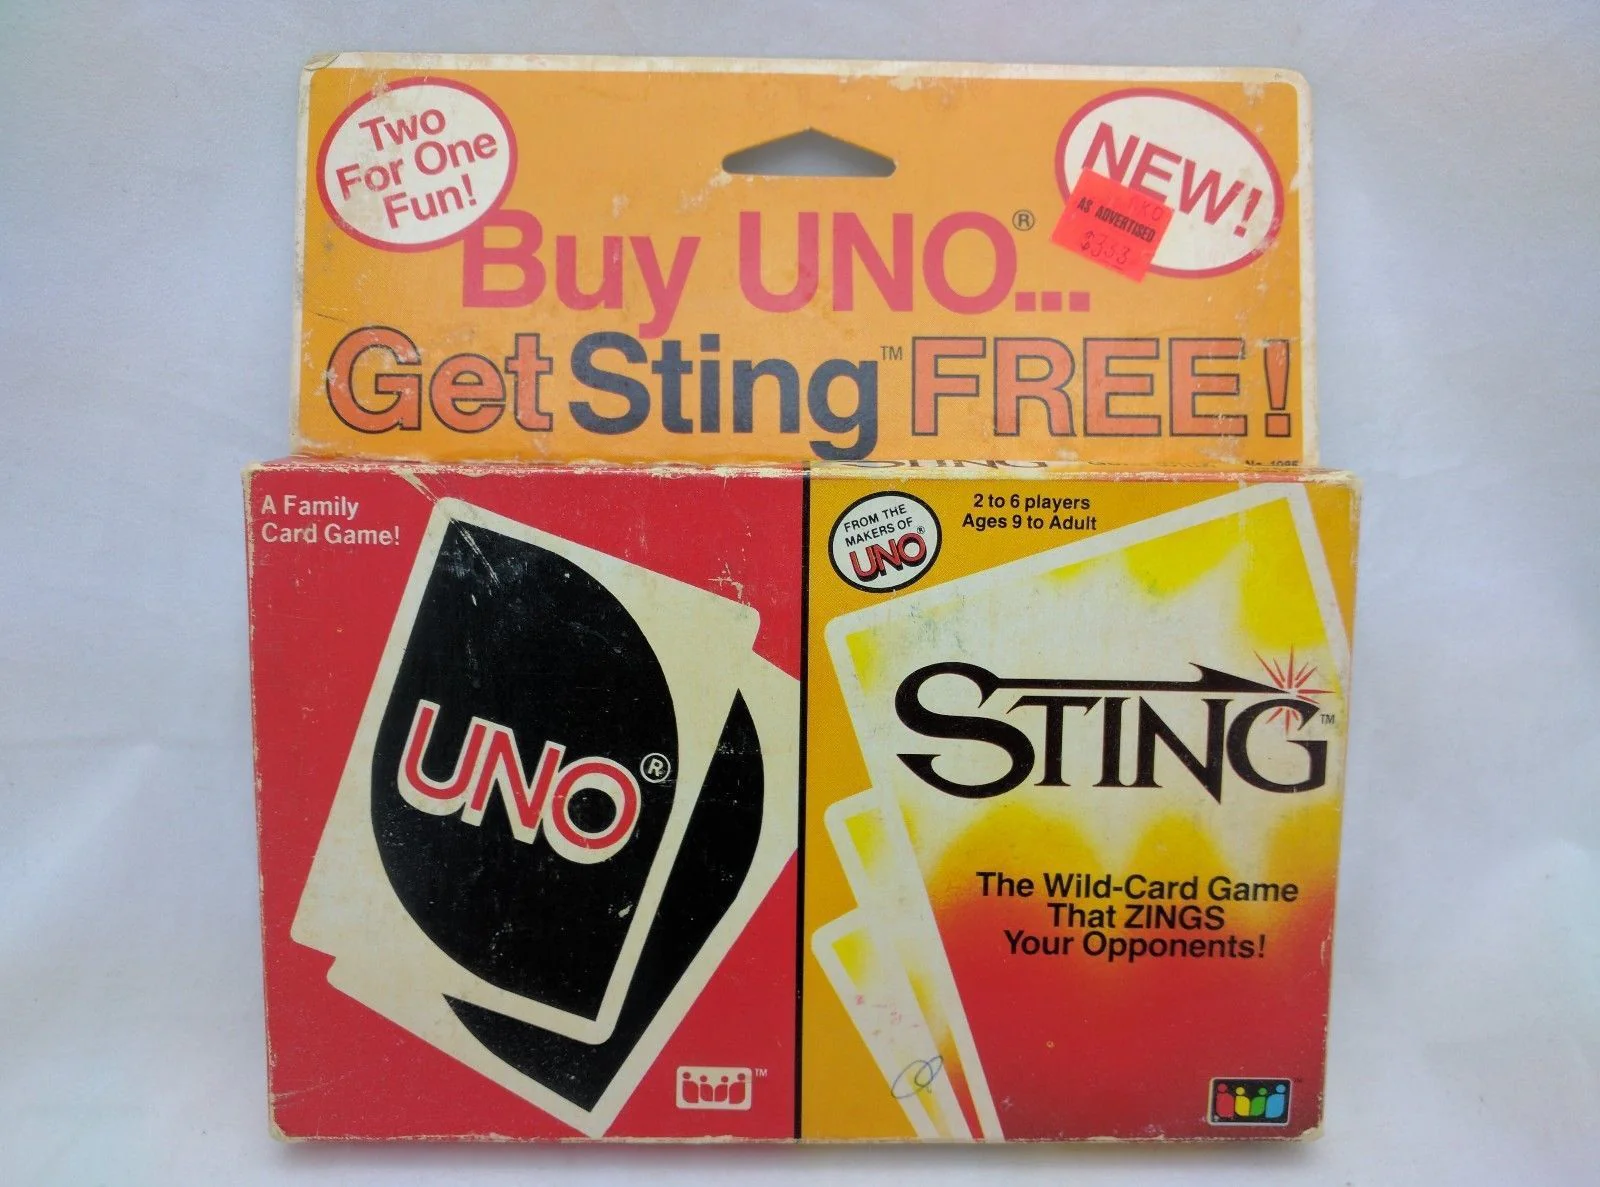 Two
For One
Fun!
NEW!
AS ADVERTISED
Buy UNO®...
Get Sting™ FREE!
STING
A Family
Card Game!
UNO®
™
FROM THE
MAKERS OF
UNO®
2 to 6 players
Ages 9 to Adult
STING™
The Wild-Card Game
That ZINGS
Your Opponents!